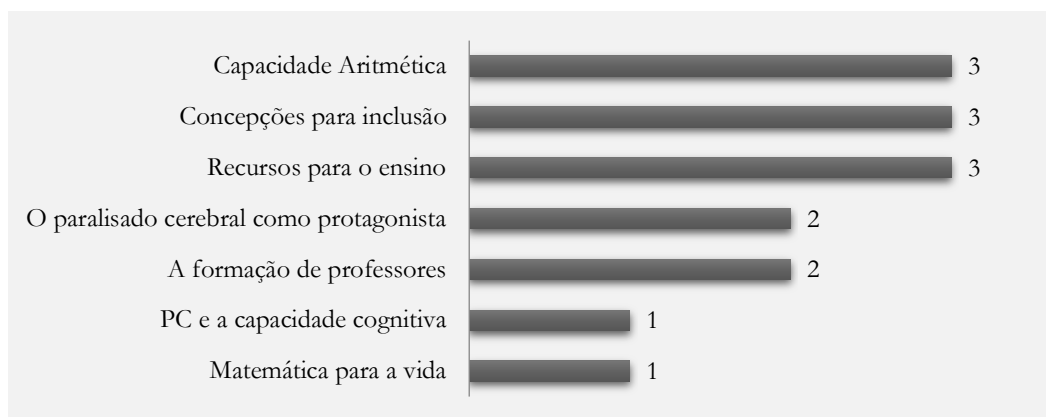 Capacidade Aritmética 3
Concepções para inclusão 3
Recursos para o ensino 3
O paralisado cerebral como protagonista 2
A formação de professores 2
PC e a capacidade cognitiva 1
Matemática para a vida 1